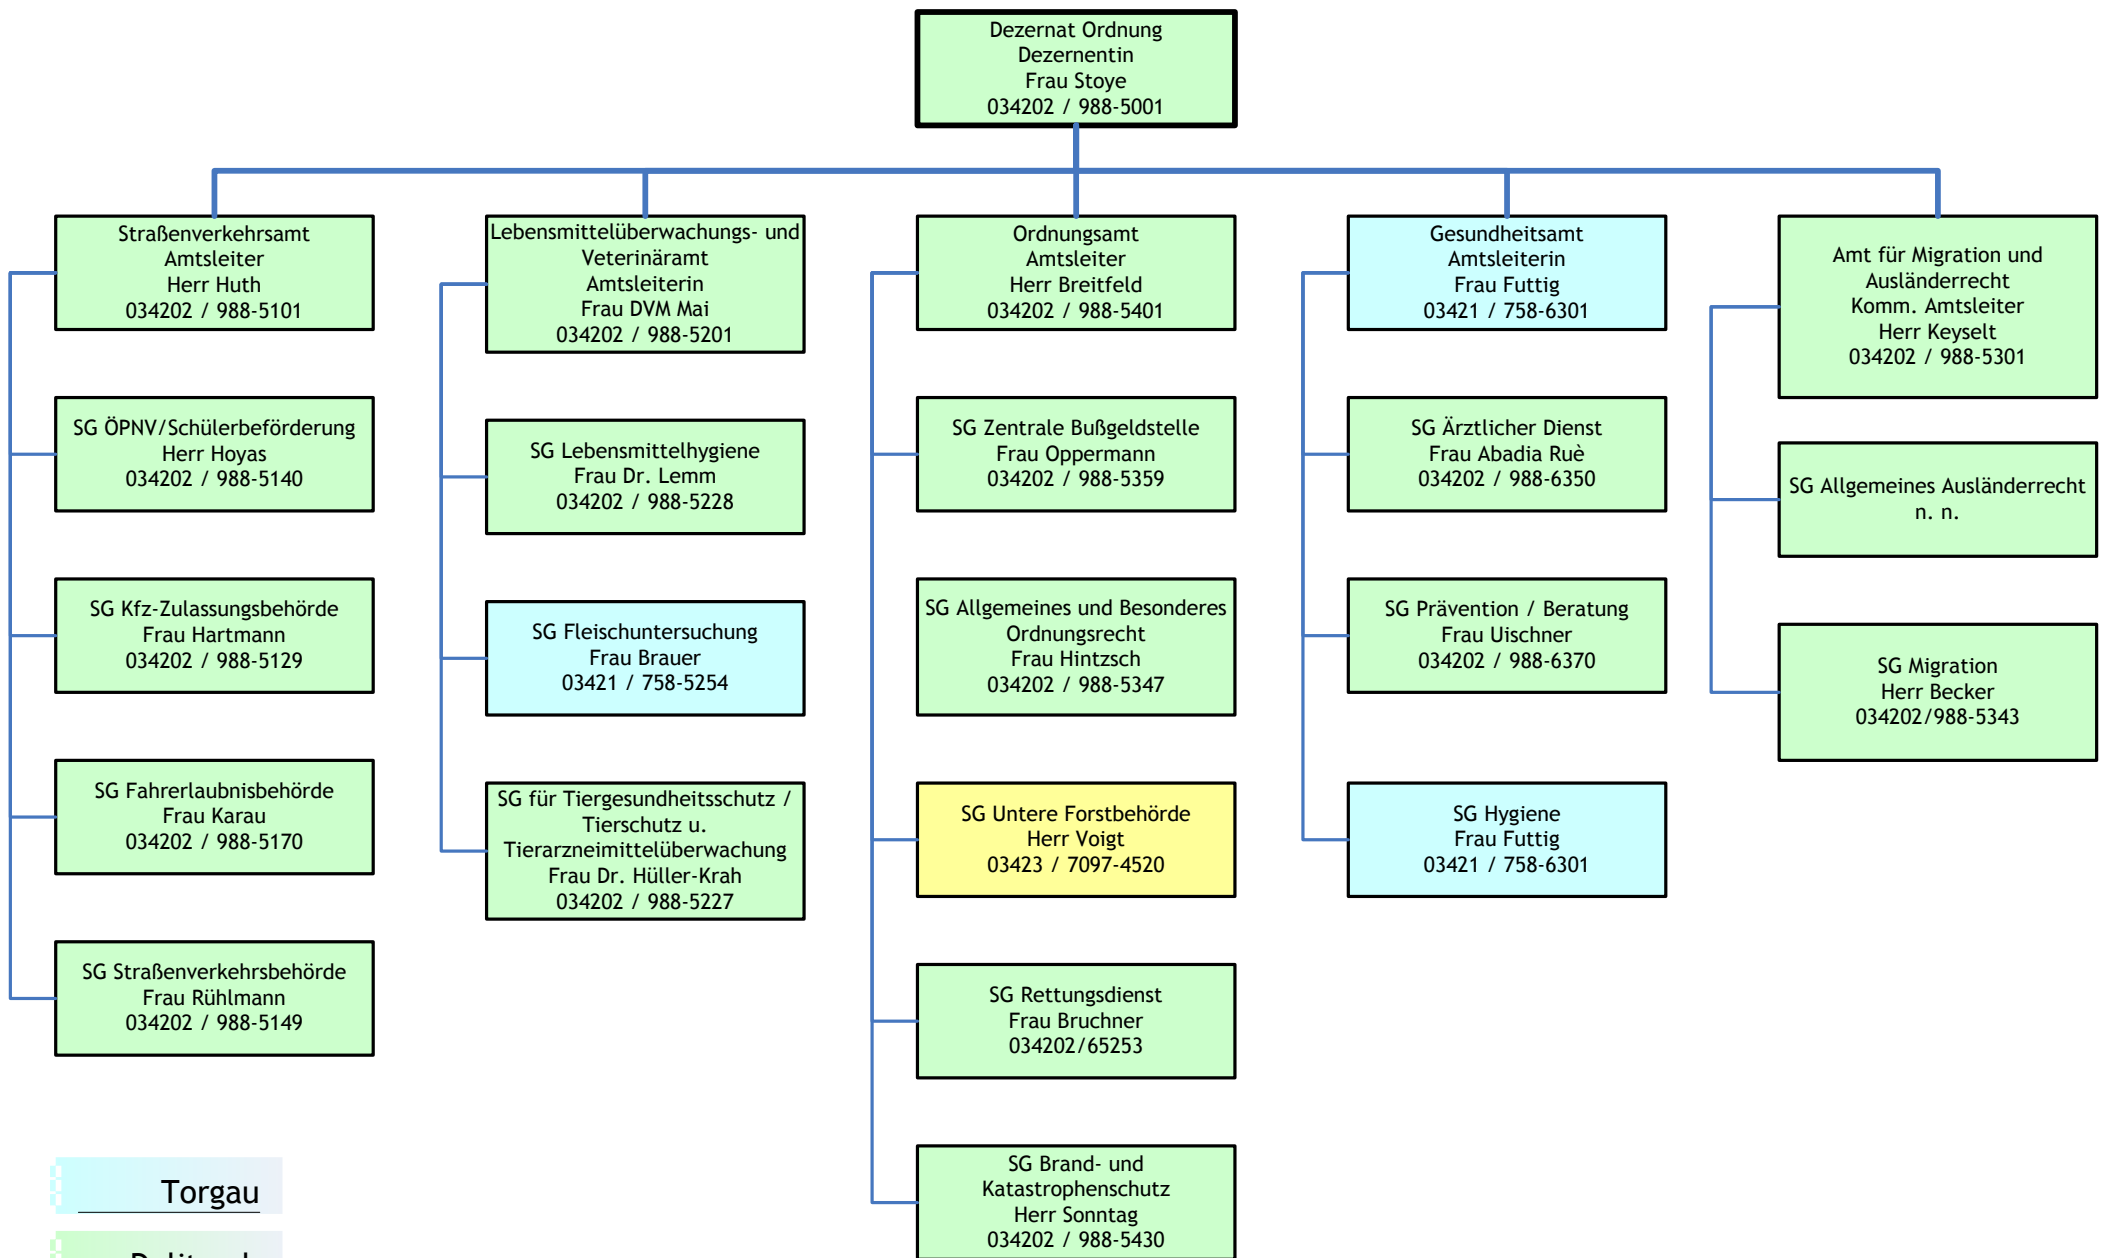 Dezernat Ordnung
Dezernentin
Frau Stoye
034202 / 988-5001
Straßenverkehrsamt
Amtsleiter
Herr Huth
034202 / 988-5101
SG ÖPNV/Schülerbeförderung
Herr Hoyas
034202 / 988-5140
SG Kfz-Zulassungsbehörde
Frau Hartmann
034202 / 988-5129
SG Fahrerlaubnisbehörde
Frau Karau
034202 / 988-5170
SG Straßenverkehrsbehörde
Frau Rühlmann
034202 / 988-5149
Lebensmittelüberwachungs- und
Veterinäramt
Amtsleiterin
Frau DVM Mai
034202 / 988-5201
SG Lebensmittelhygiene
Frau Dr. Lemm
034202 / 988-5228
SG Fleischuntersuchung
Frau Brauer
03421 / 758-5254
SG für Tiergesundheitsschutz /
Tierschutz u.
Tierarzneimittelüberwachung
Frau Dr. Hüller-Krah
034202 / 988-5227
Ordnungsamt
Amtsleiter
Herr Breitfeld
034202 / 988-5401
SG Zentrale Bußgeldstelle
Frau Oppermann
034202 / 988-5359
SG Allgemeines und Besonderes
Ordnungsrecht
Frau Hintzsch
034202 / 988-5347
SG Untere Forstbehörde
Herr Voigt
03423 / 7097-4520
SG Rettungsdienst
Frau Bruchner
034202/65253
SG Brand- und
Katastrophenschutz
Herr Sonntag
034202 / 988-5430
Gesundheitsamt
Amtsleiterin
Frau Futtig
03421 / 758-6301
SG Ärztlicher Dienst
Frau Abadia Ruè
034202 / 988-6350
SG Prävention / Beratung
Frau Uischner
034202 / 988-6370
SG Hygiene
Frau Futtig
03421 / 758-6301
Amt für Migration und
Ausländerrecht
Komm. Amtsleiter
Herr Keyselt
034202 / 988-5301
SG Allgemeines Ausländerrecht
n. n.
SG Migration
Herr Becker
034202/988-5343
Torgau